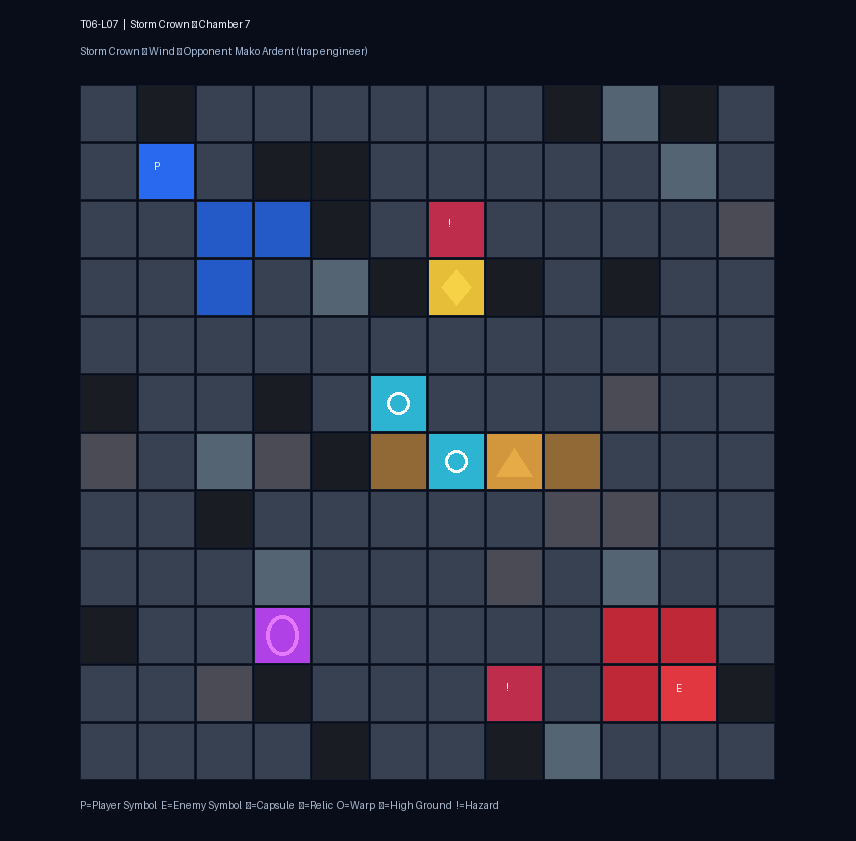 T06-L07 | Storm Crown ▯ Chamber 7
Storm Crown ▯ Wind ▯ Opponent: Mako Ardent (trap engineer)
P
!
!
E
P=Player Symbol E=Enemy Symbol ▯=Capsule ▯=Relic O=Warp ▯=High Ground !=Hazard